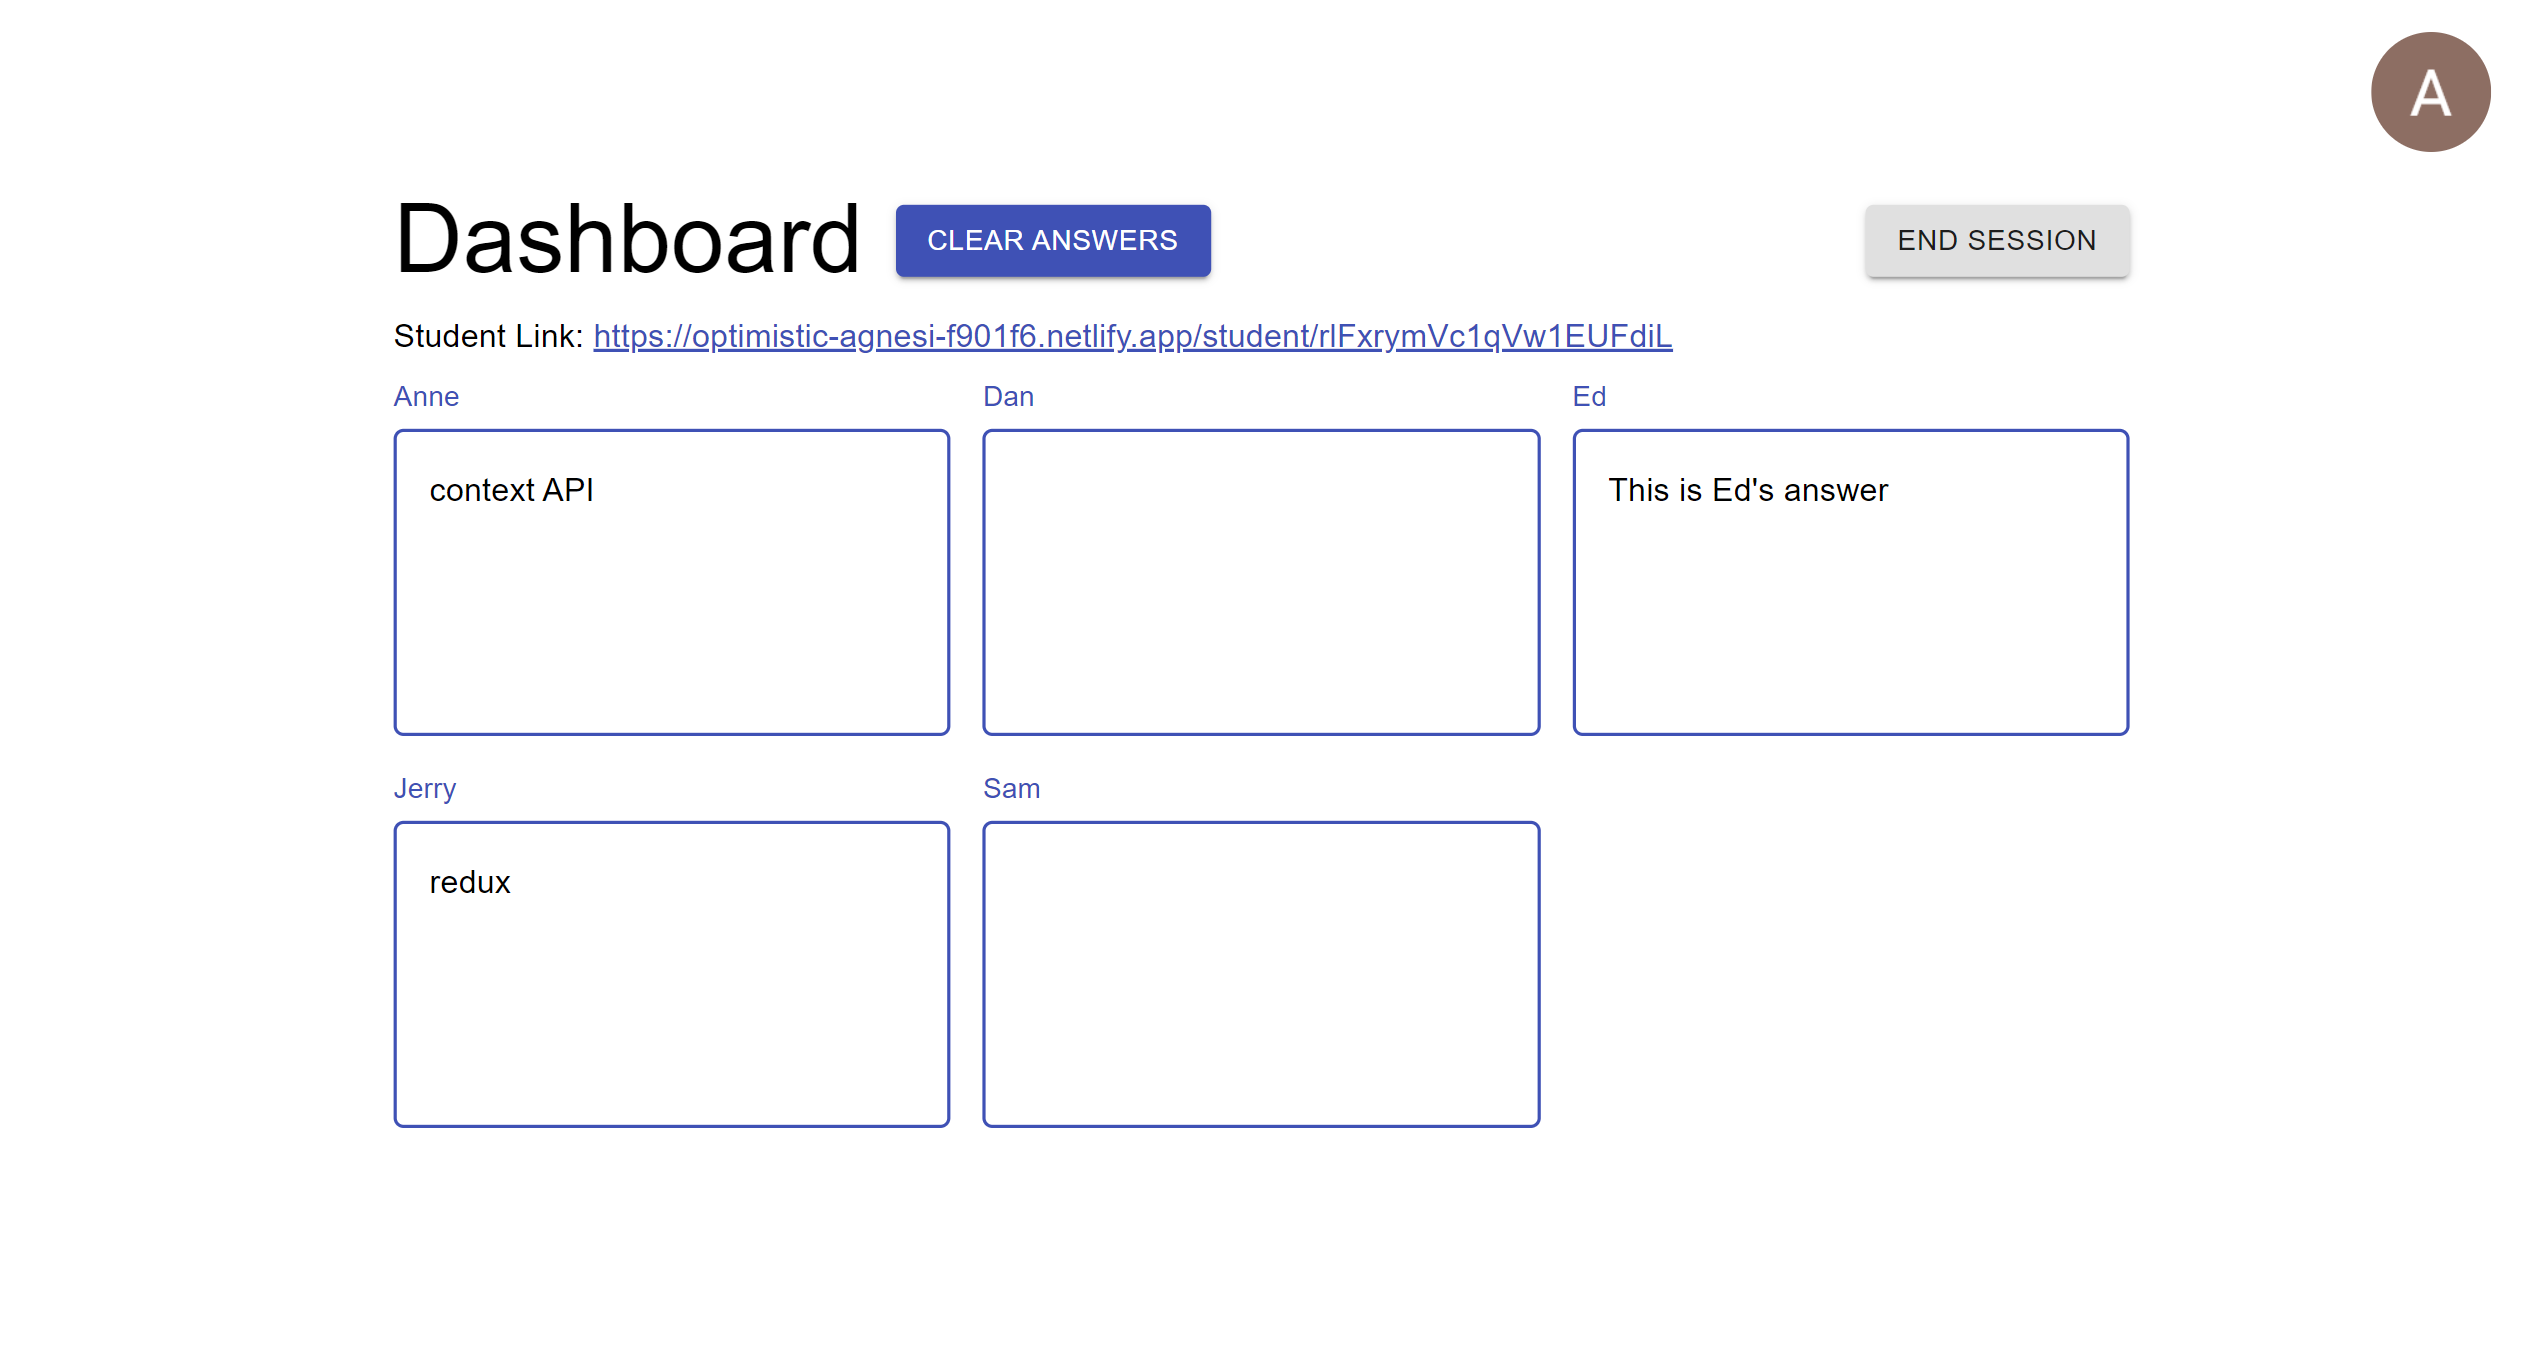 A
Dashboard CLEAR ANSWERS END SESSION
Student Link: https://optimistic-agnesi-f901f6.netlify.app/student/rlFxrymVc1qVw1EUFdiL
Anne Dan Ed
context API This is Ed's answer
Jerry Sam
redux